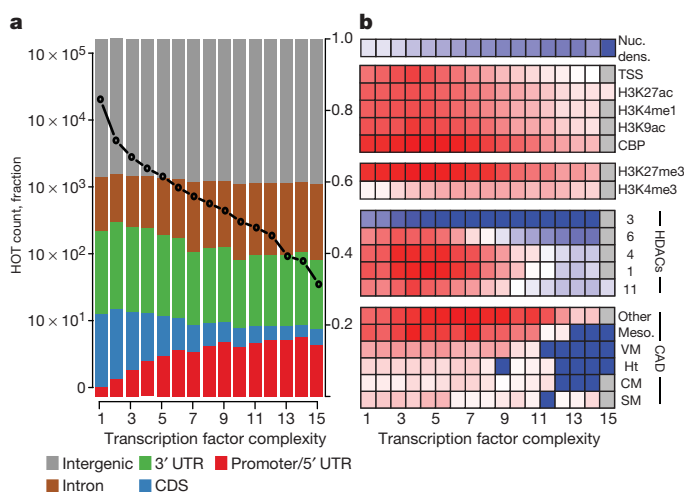 a
b
HOT count, fraction
10 × 10⁵
10 × 10⁴
10 × 10³
10 × 10²
10 × 10¹
0
1.0
0.8
0.6
0.4
0.2
1 3 5 7 9 11 13 15
Transcription factor complexity
Intergenic
3′ UTR
Promoter/5′ UTR
Intron
CDS
Nuc. dens.
TSS
H3K27ac
H3K4me1
H3K9ac
CBP
H3K27me3
H3K4me3
3
6
4
1
11
HDACs
Other
Meso.
VM
Ht
CM
SM
CAD
1 3 5 7 9 11 13 15
Transcription factor complexity